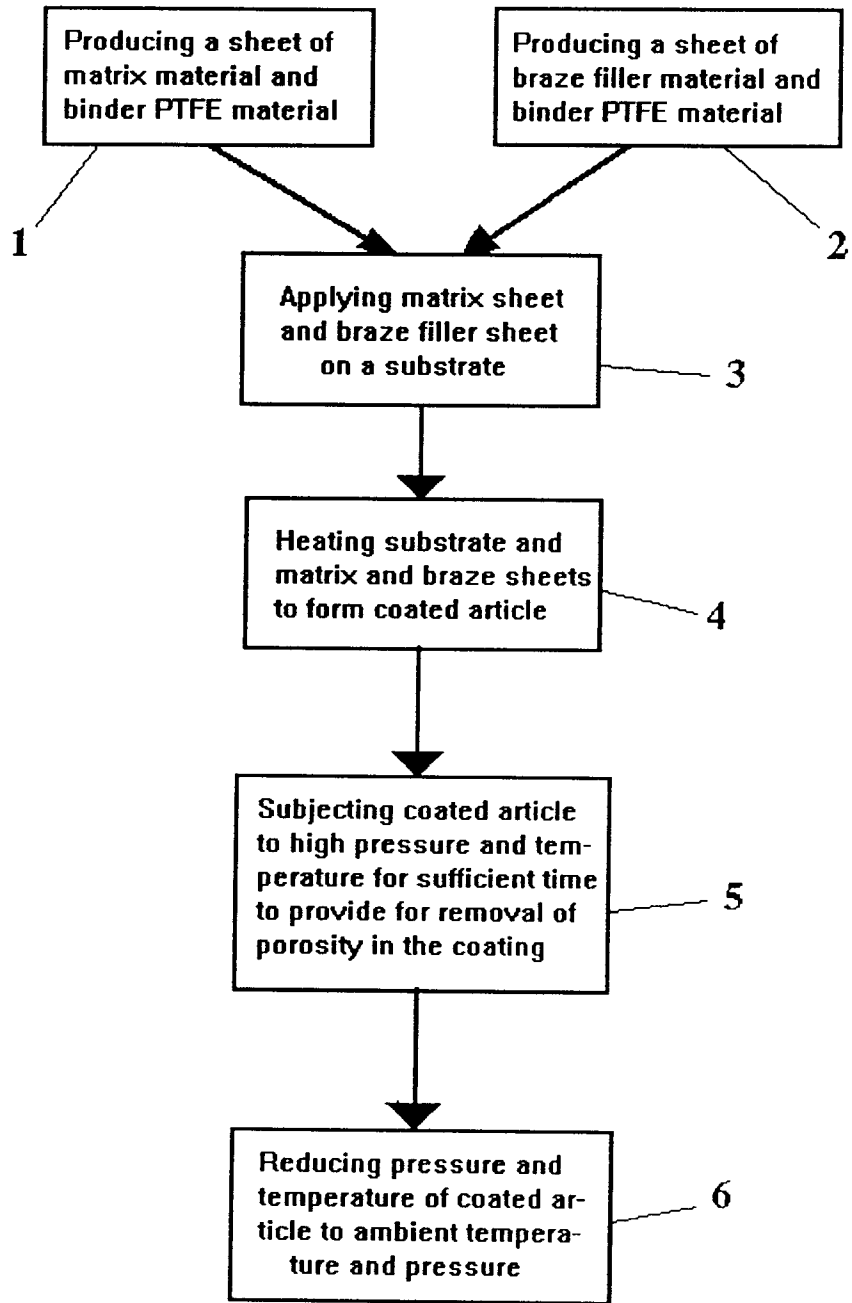 Producing a sheet of
matrix material and
binder PTFE material
Producing a sheet of
braze filler material and
binder PTFE material
1
2
Applying matrix sheet
and braze filler sheet
on a substrate
3
Heating substrate and
matrix and braze sheets
to form coated article
4
Subjecting coated article
to high pressure and tem-
perature for sufficient time
to provide for removal of
porosity in the coating
5
Reducing pressure and
temperature of coated ar-
ticle to ambient tempera-
ture and pressure
6